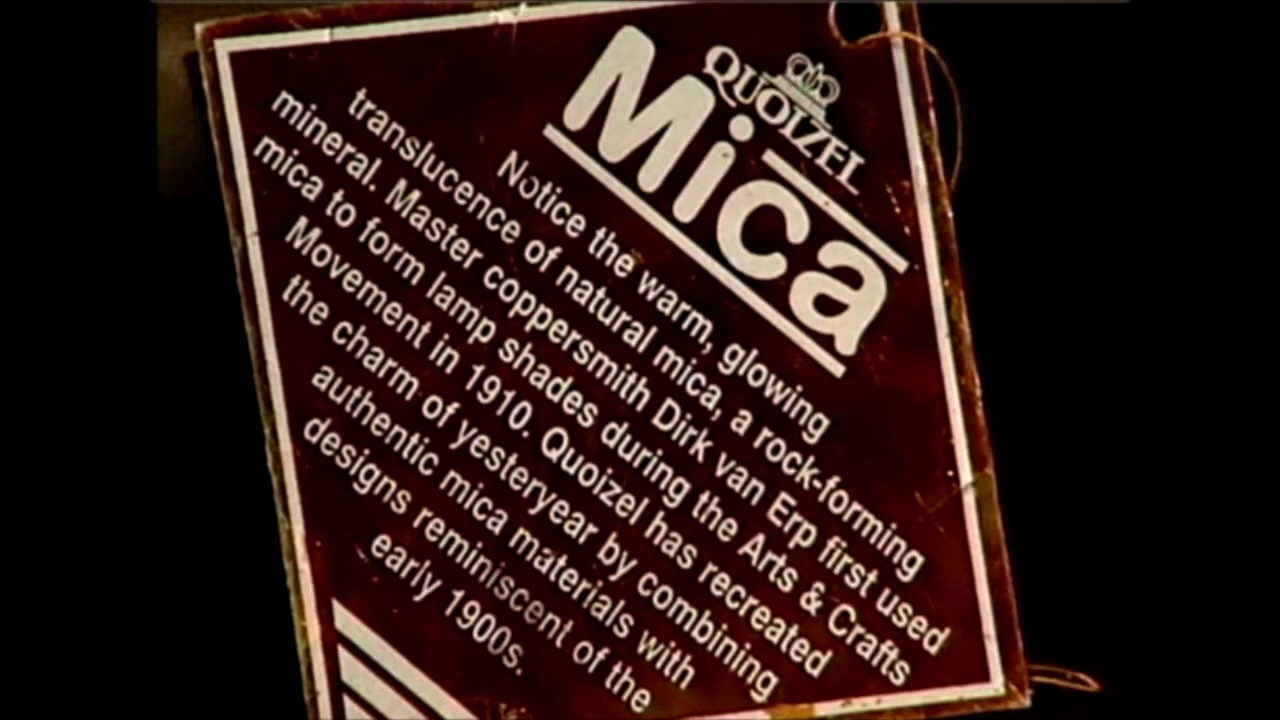 QUOIZEL
Mica
Notice the warm, glowing
translucence of natural mica, a rock-forming
mineral. Master coppersmith Dirk van Erp first used
mica to form lamp shades during the Arts & Crafts
Movement in 1910. Quoizel has recreated
the charm of yesteryear by combining
authentic mica materials with
designs reminiscent of the
early 1900s.